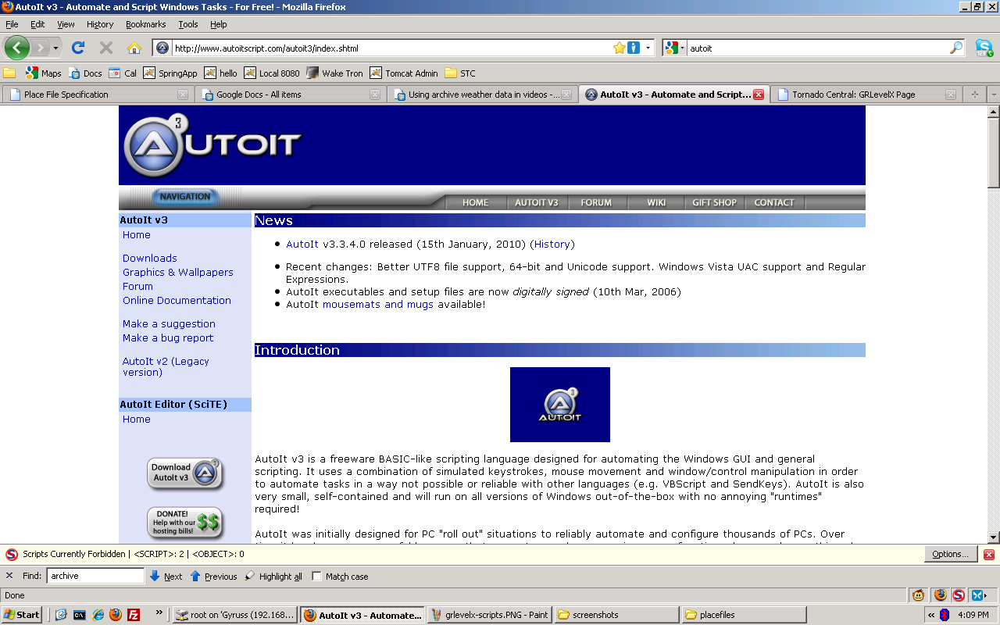 AutoIt v3 - Automate and Script Windows Tasks - For Free! - Mozilla Firefox
File Edit View History Bookmarks Tools Help
http://www.autoitscript.com/autoit3/index.shtml
autoit
Maps Docs Cal SpringApp hello Local 8080 Wake Tron Tomcat Admin STC
Place File Specification
Google Docs - All items
Using archive weather data in videos -...
AutoIt v3 - Automate and Script...
Tornado Central: GRLevelX Page
AUTOIT 3
NAVIGATION
HOME AUTOIT V3 FORUM WIKI GIFT SHOP CONTACT
AutoIt v3
Home
Downloads
Graphics & Wallpapers
Forum
Online Documentation
Make a suggestion
Make a bug report
AutoIt v2 (Legacy
version)
AutoIt Editor (SciTE)
Home
Download
AutoIt v3
DONATE!
Help with our
hosting bills!
$$
News
AutoIt v3.3.4.0 released (15th January, 2010) (History)
Recent changes: Better UTF8 file support, 64-bit and Unicode support. Windows Vista UAC support and Regular
Expressions.
AutoIt executables and setup files are now digitally signed (10th Mar, 2006)
AutoIt mousemats and mugs available!
Introduction
AUTOIT
AutoIt v3 is a freeware BASIC-like scripting language designed for automating the Windows GUI and general
scripting. It uses a combination of simulated keystrokes, mouse movement and window/control manipulation in order
to automate tasks in a way not possible or reliable with other languages (e.g. VBScript and SendKeys). AutoIt is also
very small, self-contained and will run on all versions of Windows out-of-the-box with no annoying "runtimes"
required!
AutoIt was initially designed for PC "roll out" situations to reliably automate and configure thousands of PCs. Over
Scripts Currently Forbidden | <SCRIPT>: 2 | <OBJECT>: 0
Options...
Find: archive Next Previous Highlight all Match case
Done
Start
root on 'Gyruss (192.168...
AutoIt v3 - Automate...
grlevelx-scripts.PNG - Paint
screenshots
placefiles
4:09 PM